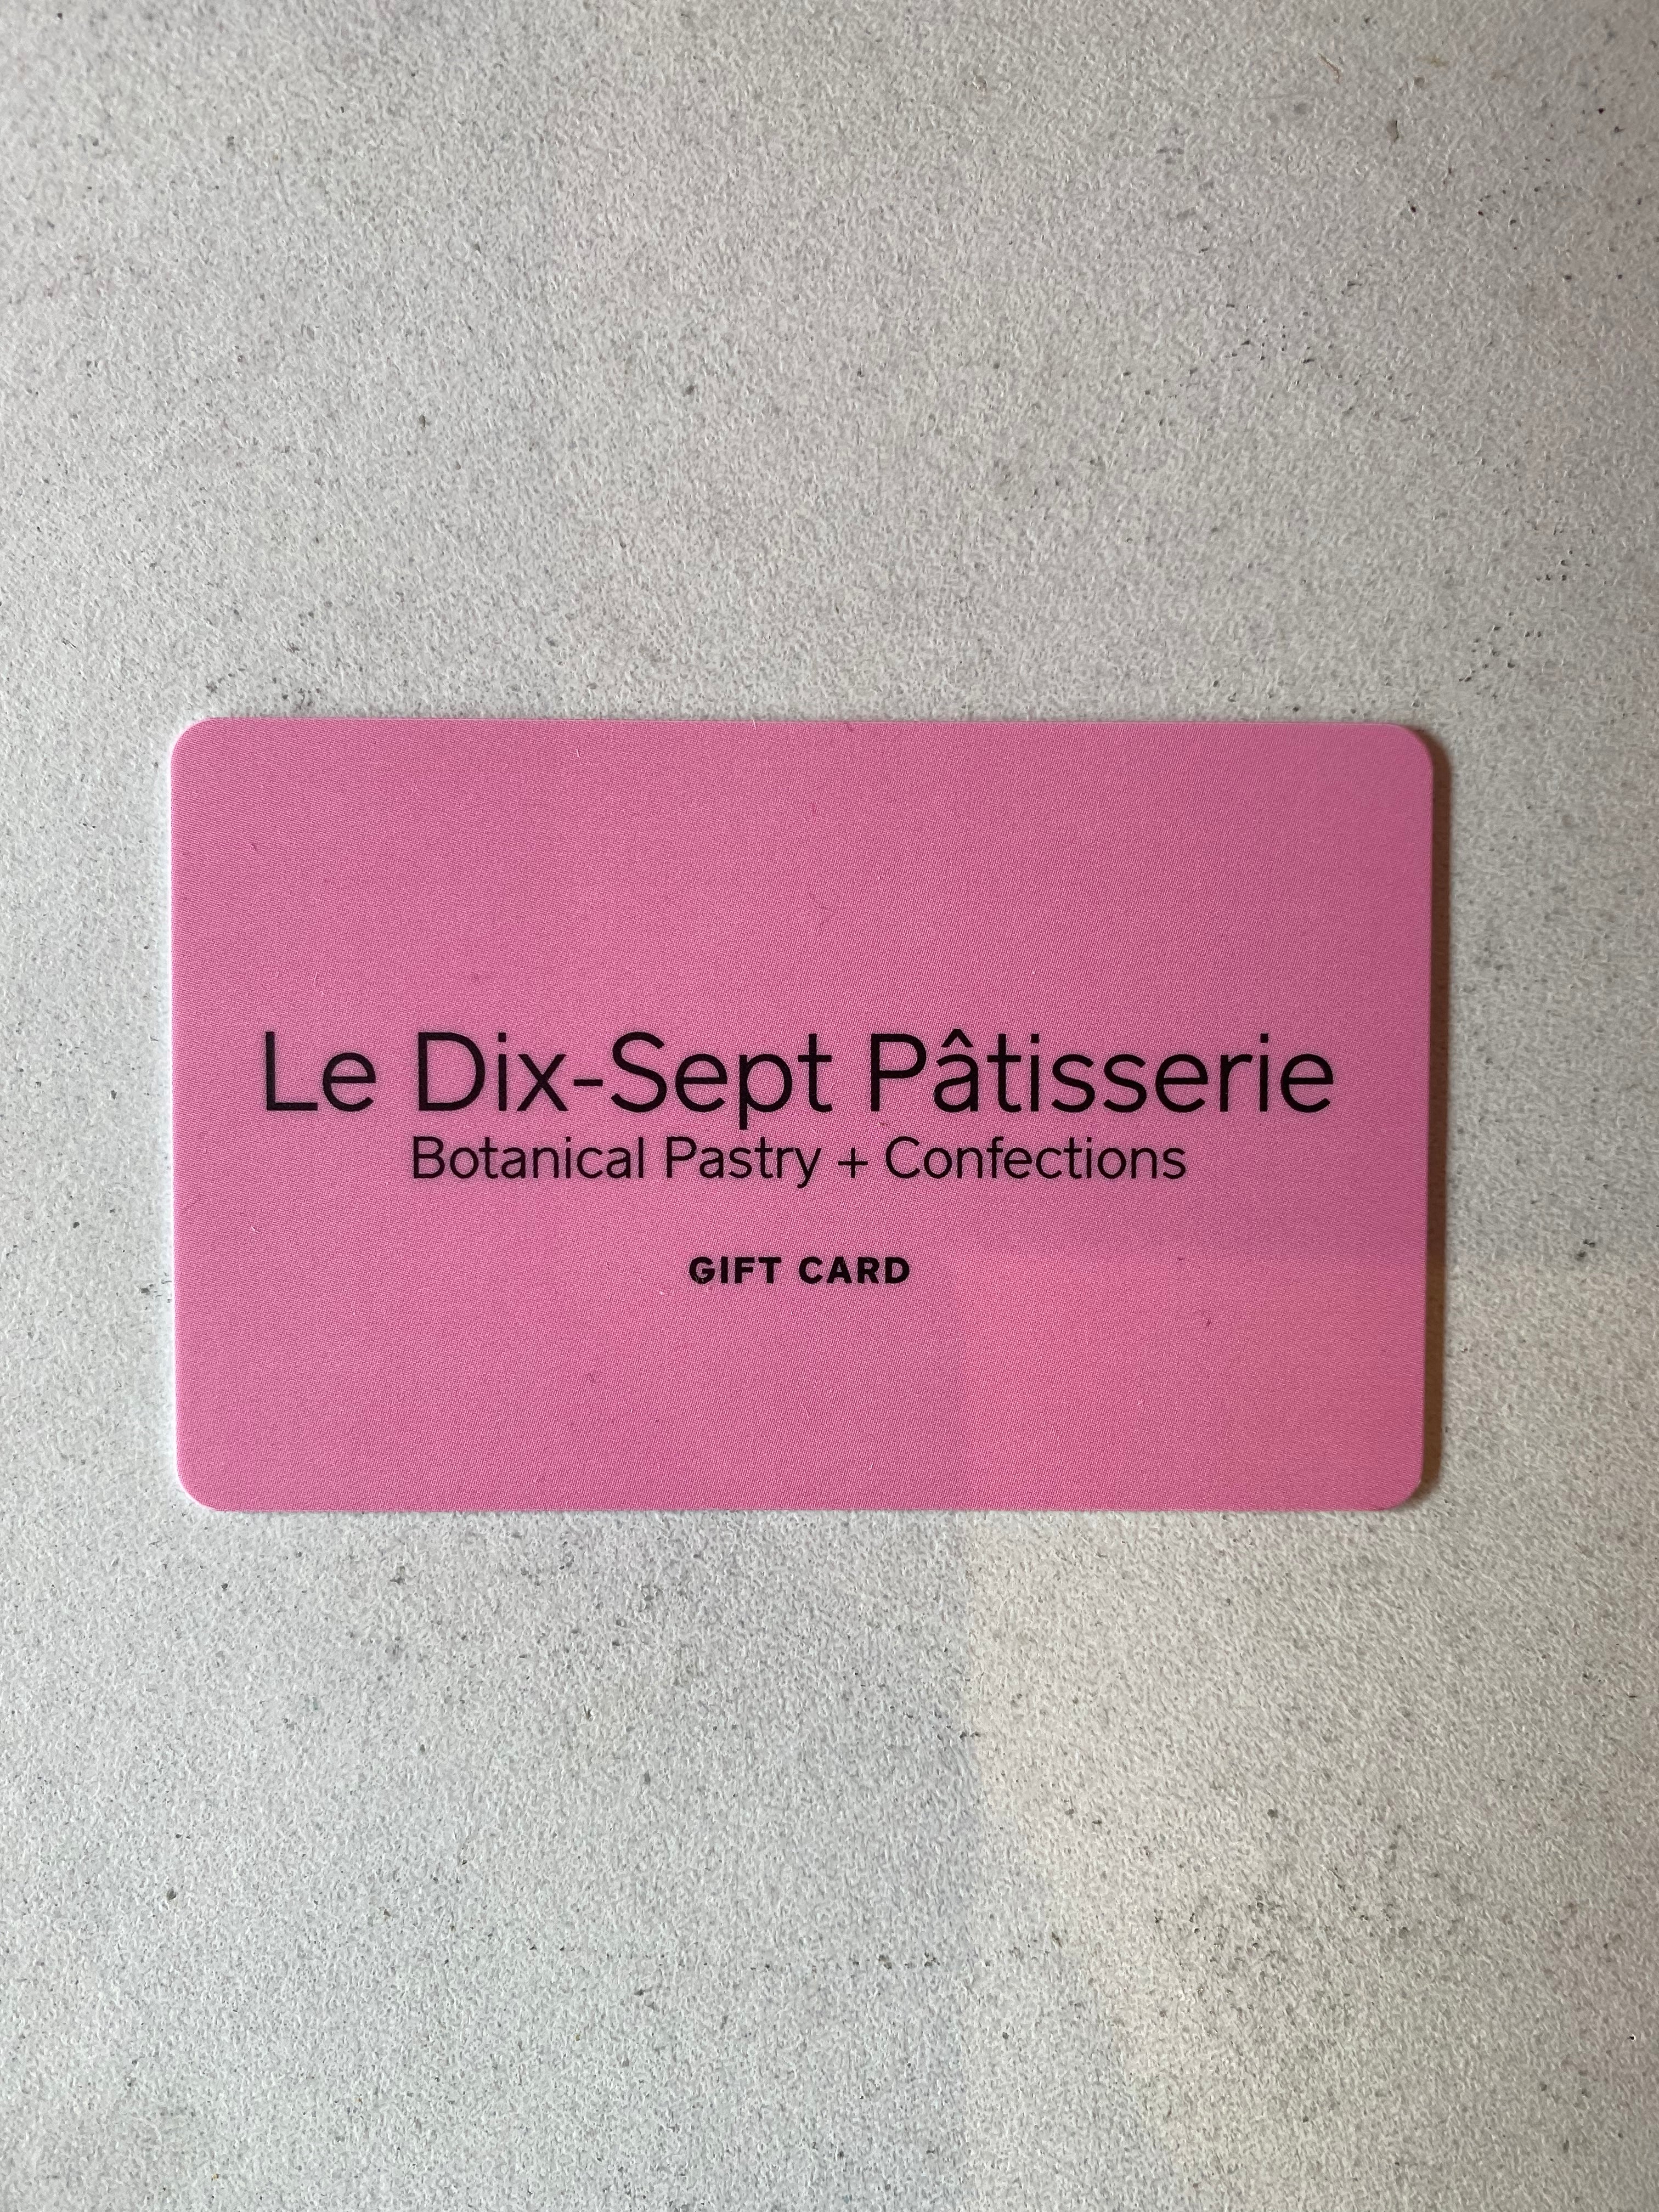 Le Dix-Sept Pâtisserie
Botanical Pastry + Confections
GIFT CARD